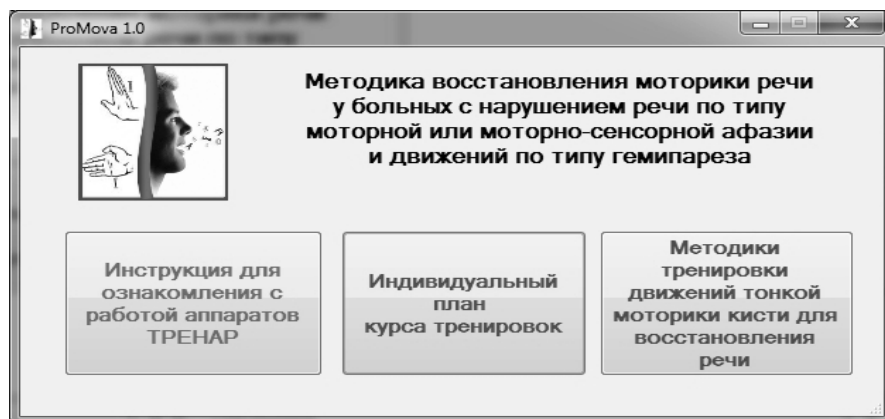 ProMova 1.0
Методика восстановления моторики речи
у больных с нарушением речи по типу
моторной или моторно-сенсорной афазии
и движений по типу гемипареза
Инструкция для
ознакомления с
работой аппаратов
ТРЕНАР
Индивидуальный
план
курса тренировок
Методики
тренировки
движений тонкой
моторики кисти для
восстановления
речи